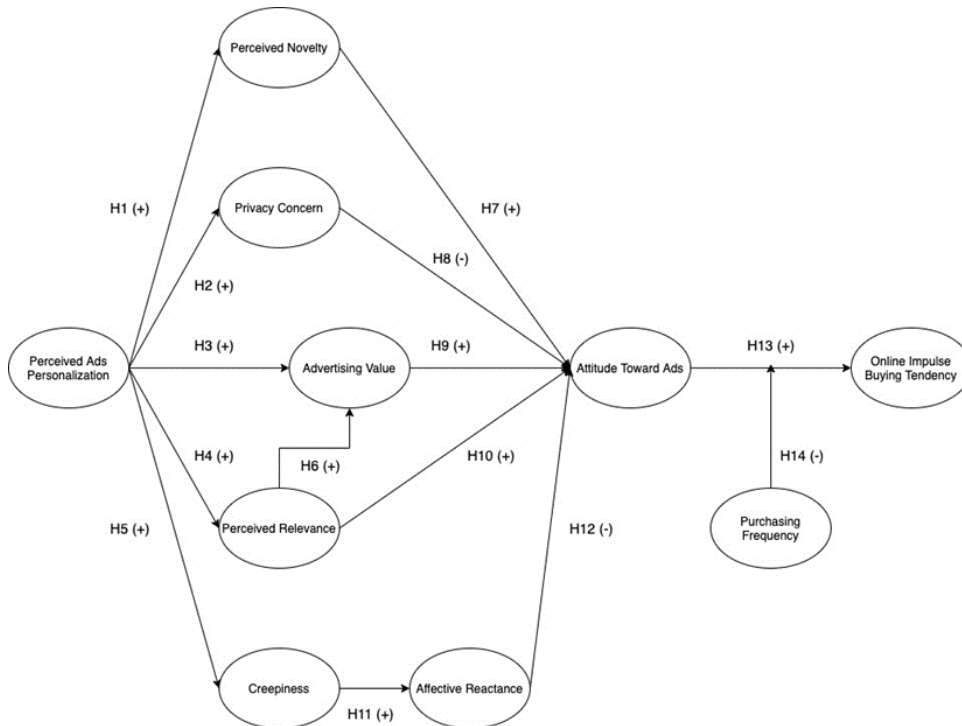 Perceived Novelty
H1 (+)
H7 (+)
Privacy Concern
H8 (-)
H2 (+)
Perceived Ads
Personalization
H3 (+)
Advertising Value
H9 (+)
Attitude Toward Ads
H13 (+)
Online Impulse
Buying Tendency
H4 (+)
H6 (+)
H10 (+)
H14 (-)
H5 (+)
Perceived Relevance
H12 (-)
Purchasing
Frequency
Creepiness
H11 (+)
Affective Reactance